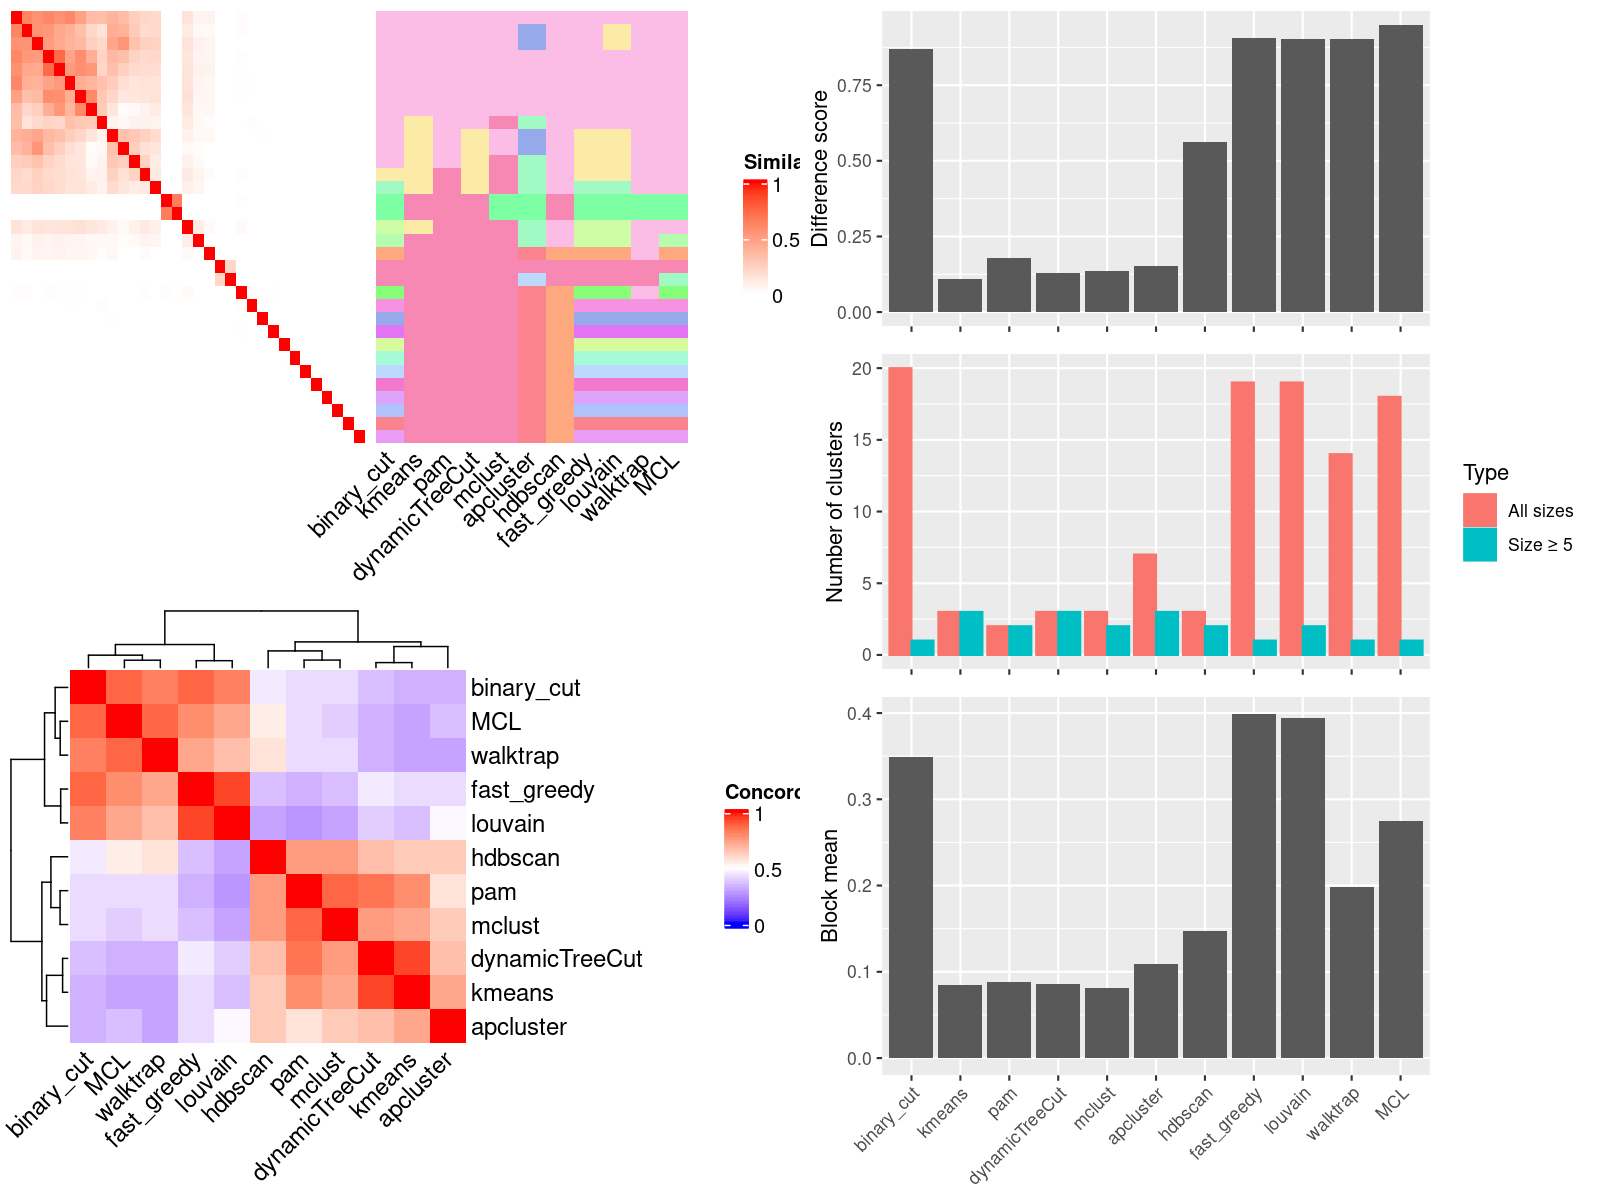 Simila
1
0.5
0
binary_cut
kmeans
pam
dynamicTreeCut
mclust
apcluster
hdbscan
fast_greedy
louvain
walktrap
MCL
binary_cut
MCL
walktrap
fast_greedy
louvain
hdbscan
pam
mclust
dynamicTreeCut
kmeans
apcluster
binary_cut
MCL
walktrap
fast_greedy
louvain
hdbscan
pam
mclust
dynamicTreeCut
kmeans
apcluster
Concord
1
0.5
0
Difference score
0.75
0.50
0.25
0.00
Number of clusters
20
15
10
5
0
Type
All sizes
Size ≥ 5
Block mean
0.4
0.3
0.2
0.1
0.0
binary_cut
kmeans
pam
dynamicTreeCut
mclust
apcluster
hdbscan
fast_greedy
louvain
walktrap
MCL